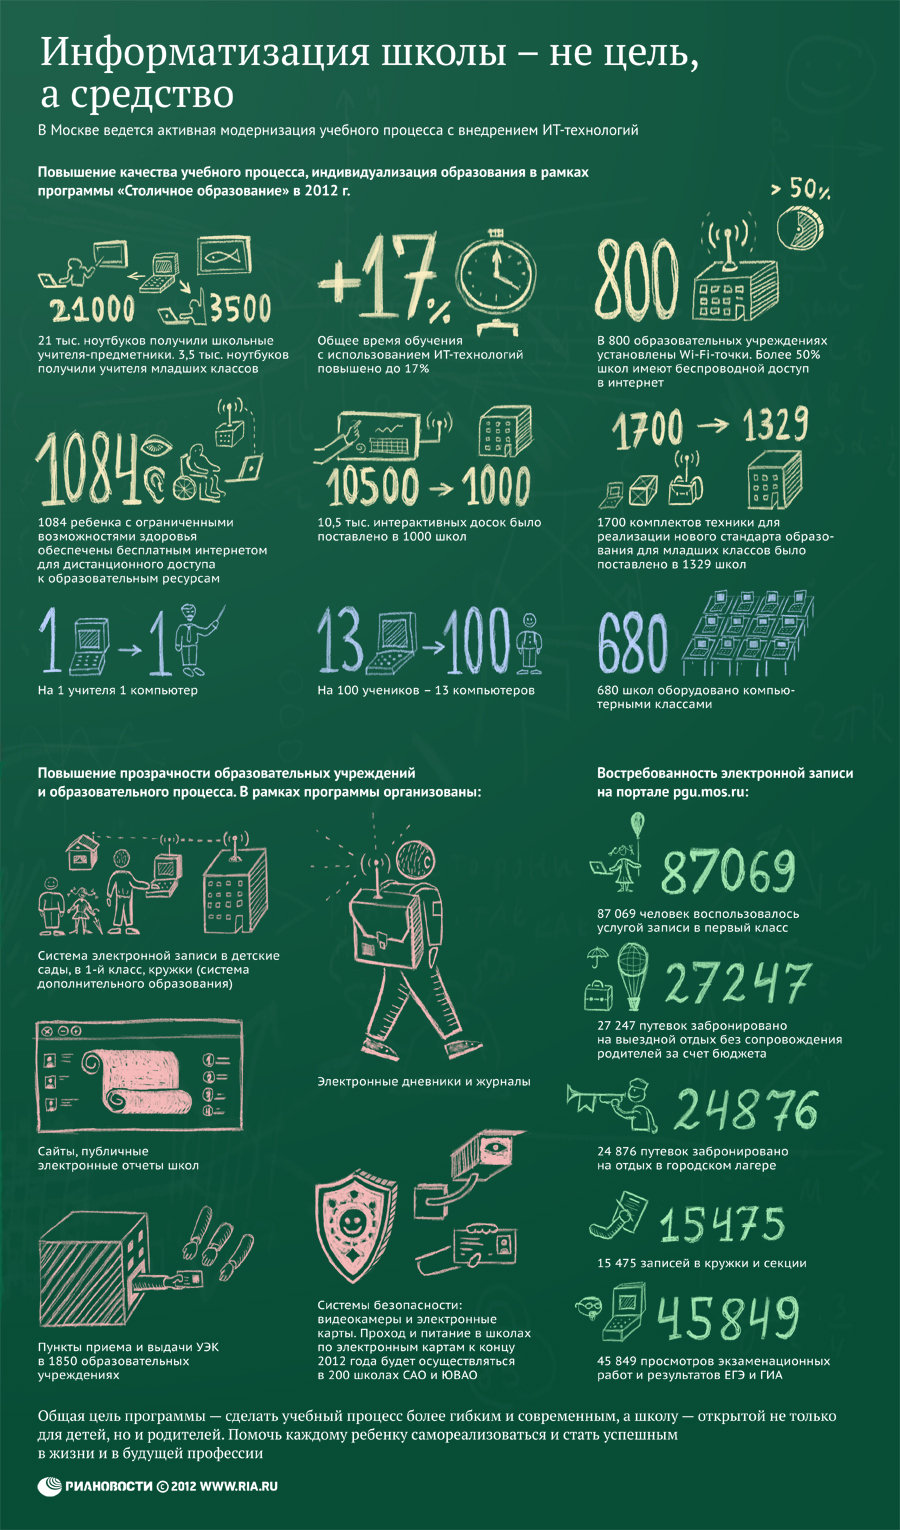 Информатизация школы – не цель,
а средство
В Москве ведется активная модернизация учебного процесса с внедрением ИТ-технологий
Повышение качества учебного процесса, индивидуализация образования в рамках
программы «Столичное образование» в 2012 г.
21000
3500
21 тыс. ноутбуков получили школьные
учителя-предметники. 3,5 тыс. ноутбуков
получили учителя младших классов
+17%
Общее время обучения
с использованием ИТ-технологий
повышено до 17%
> 50%
800
В 800 образовательных учреждениях
установлены Wi-Fi-точки. Более 50%
школ имеют беспроводной доступ
в интернет
1084
1084 ребенка с ограниченными
возможностями здоровья
обеспечены бесплатным интернетом
для дистанционного доступа
к образовательным ресурсам
10500 → 1000
10,5 тыс. интерактивных досок было
поставлено в 1000 школ
1700 → 1329
1700 комплектов техники для
реализации нового стандарта образо-
вания для младших классов было
поставлено в 1329 школ
1 → 1
На 1 учителя 1 компьютер
13 → 100
На 100 учеников – 13 компьютеров
680
680 школ оборудовано компью-
терными классами
Повышение прозрачности образовательных учреждений
и образовательного процесса. В рамках программы организованы:
Система электронной записи в детские
сады, в 1-й класс, кружки (система
дополнительного образования)
Электронные дневники и журналы
1
2
3
4
Сайты, публичные
электронные отчеты школ
Пункты приема и выдачи УЭК
в 1850 образовательных
учреждениях
Системы безопасности:
видеокамеры и электронные
карты. Проход и питание в школах
по электронным картам к концу
2012 года будет осуществляться
в 200 школах САО и ЮВАО
Востребованность электронной записи
на портале pgu.mos.ru:
87069
87 069 человек воспользовалось
услугой записи в первый класс
27247
27 247 путевок забронировано
на выездной отдых без сопровождения
родителей за счет бюджета
24876
24 876 путевок забронировано
на отдых в городском лагере
15475
15 475 записей в кружки и секции
45849
45 849 просмотров экзаменационных
работ и результатов ЕГЭ и ГИА
Общая цель программы — сделать учебный процесс более гибким и современным, а школу — открытой не только
для детей, но и родителей. Помочь каждому ребенку самореализоваться и стать успешным
в жизни и в будущей профессии
РИАНОВОСТИ © 2012 WWW.RIA.RU